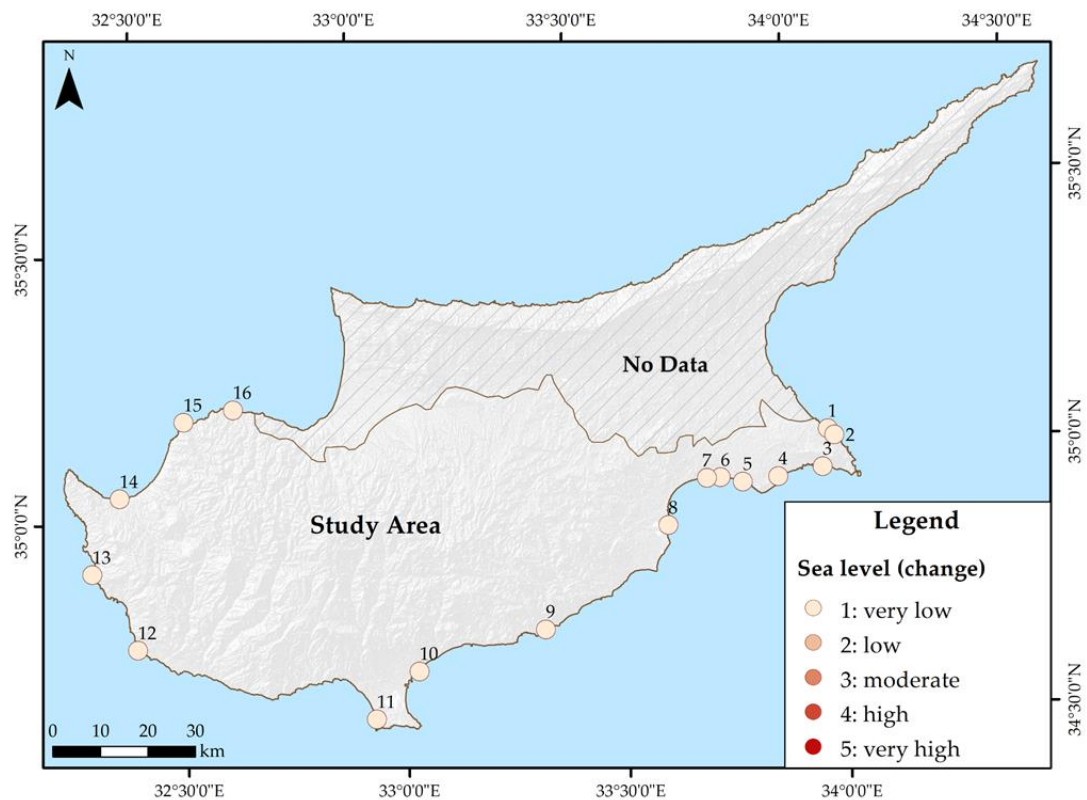 32°30'0"E 33°0'0"E 33°30'0"E 34°0'0"E 34°30'0"E
N
35°30'0"N
35°30'0"N
No Data
16
15
1
2
35°0'0"N
3
7 6 5 4
14
8
35°0'0"N
Study Area
Legend
Sea level (change)
13
1: very low
9
2: low
12
10
3: moderate
11
4: high
34°30'0"N
0 10 20 30
km
5: very high
32°30'0"E 33°0'0"E 33°30'0"E 34°0'0"E